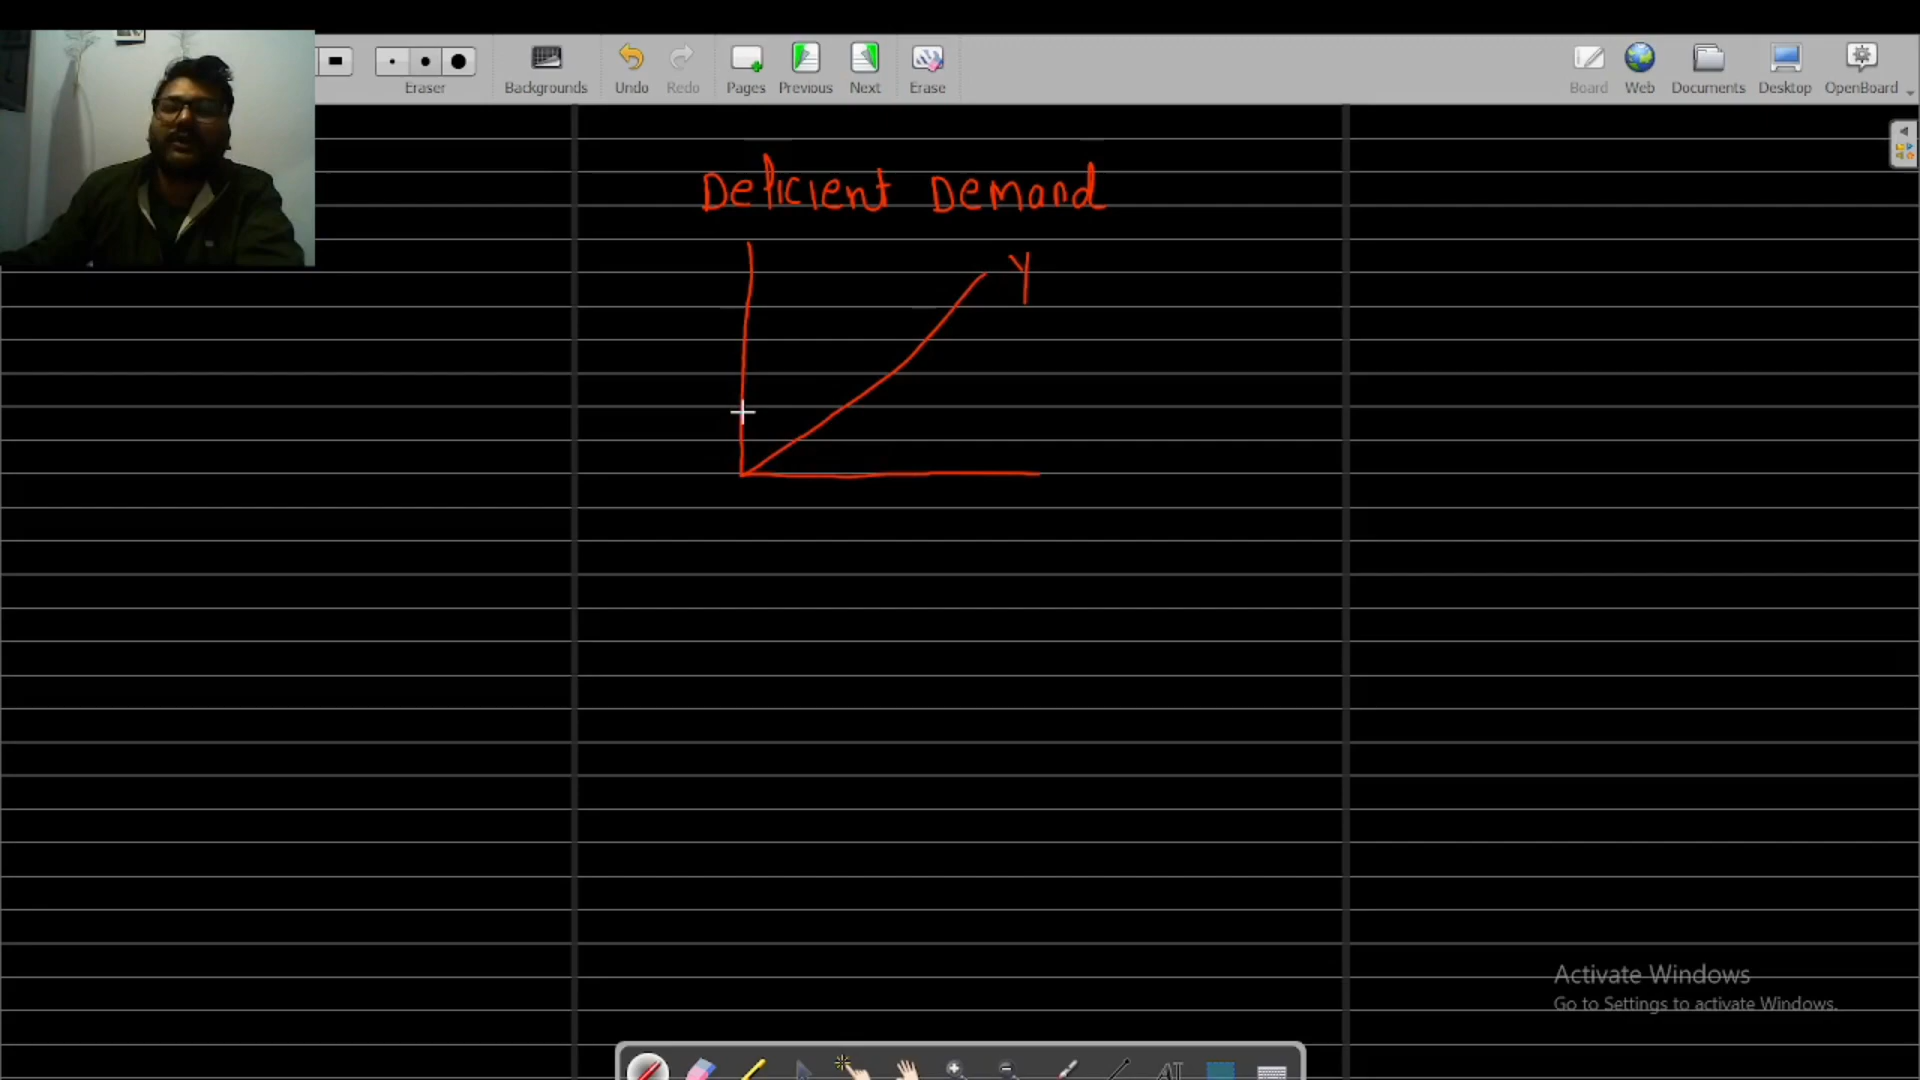 Eraser
Backgrounds
Undo
Redo
Pages
Previous
Next
Erase
Board
Web
Documents
Desktop
OpenBoard
Deficient Demand
Y
Activate Windows
Go to Settings to activate Windows.